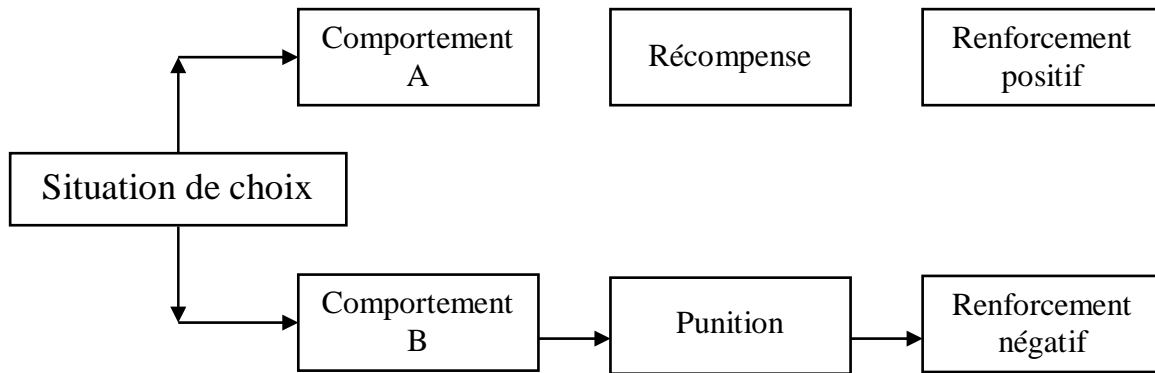 Comportement
A
Récompense
Renforcement
positif
Situation de choix
Comportement
B
Punition
Renforcement
négatif